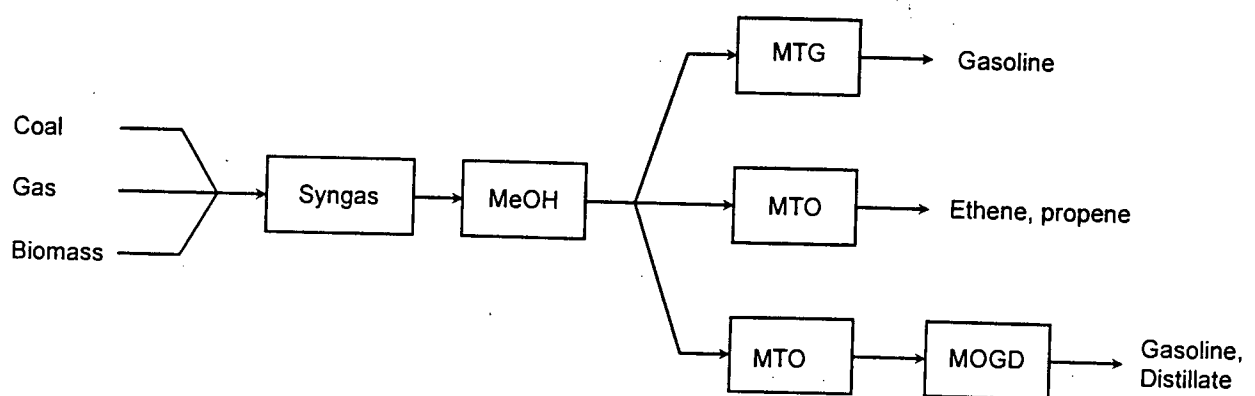 MTG
Gasoline
Coal
Gas
Biomass
Syngas
MeOH
MTO
Ethene, propene
MTO
MOGD
Gasoline,
Distillate